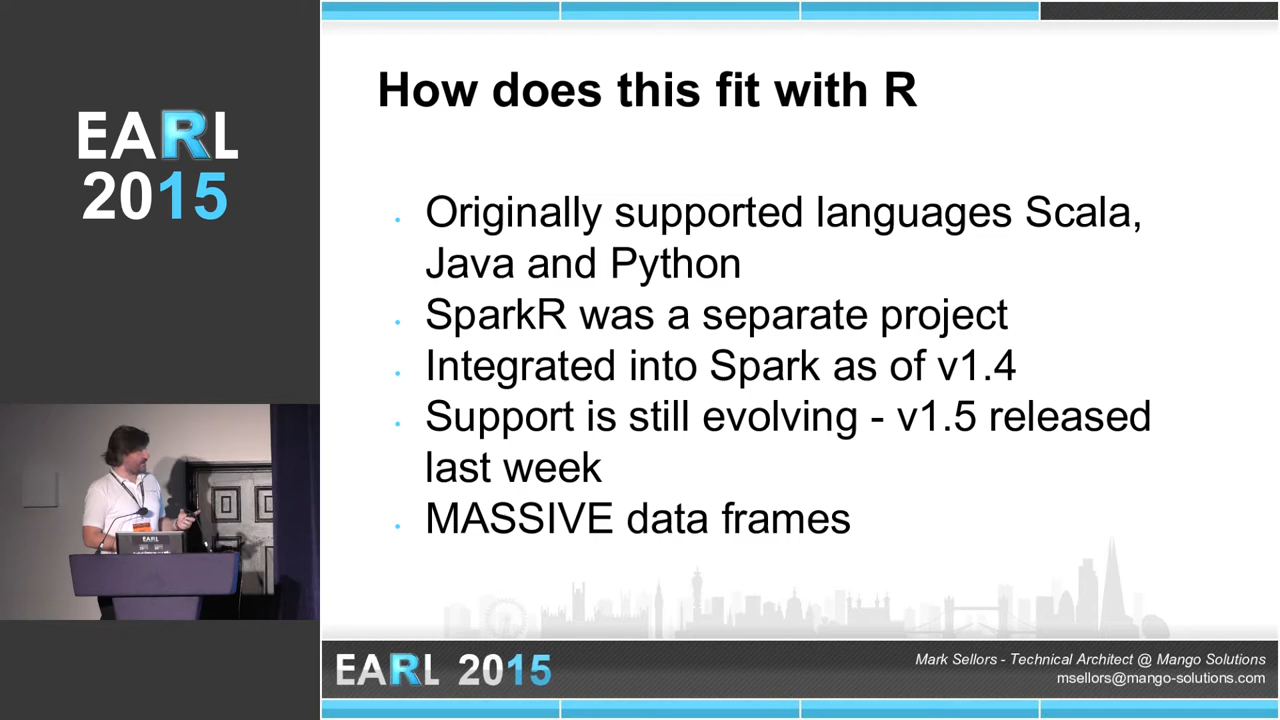 EARL
2015
How does this fit with R
Originally supported languages Scala,
Java and Python
SparkR was a separate project
Integrated into Spark as of v1.4
Support is still evolving - v1.5 released
last week
MASSIVE data frames
EARL
EARL 2015
Mark Sellors - Technical Architect @ Mango Solutions
msellors@mango-solutions.com